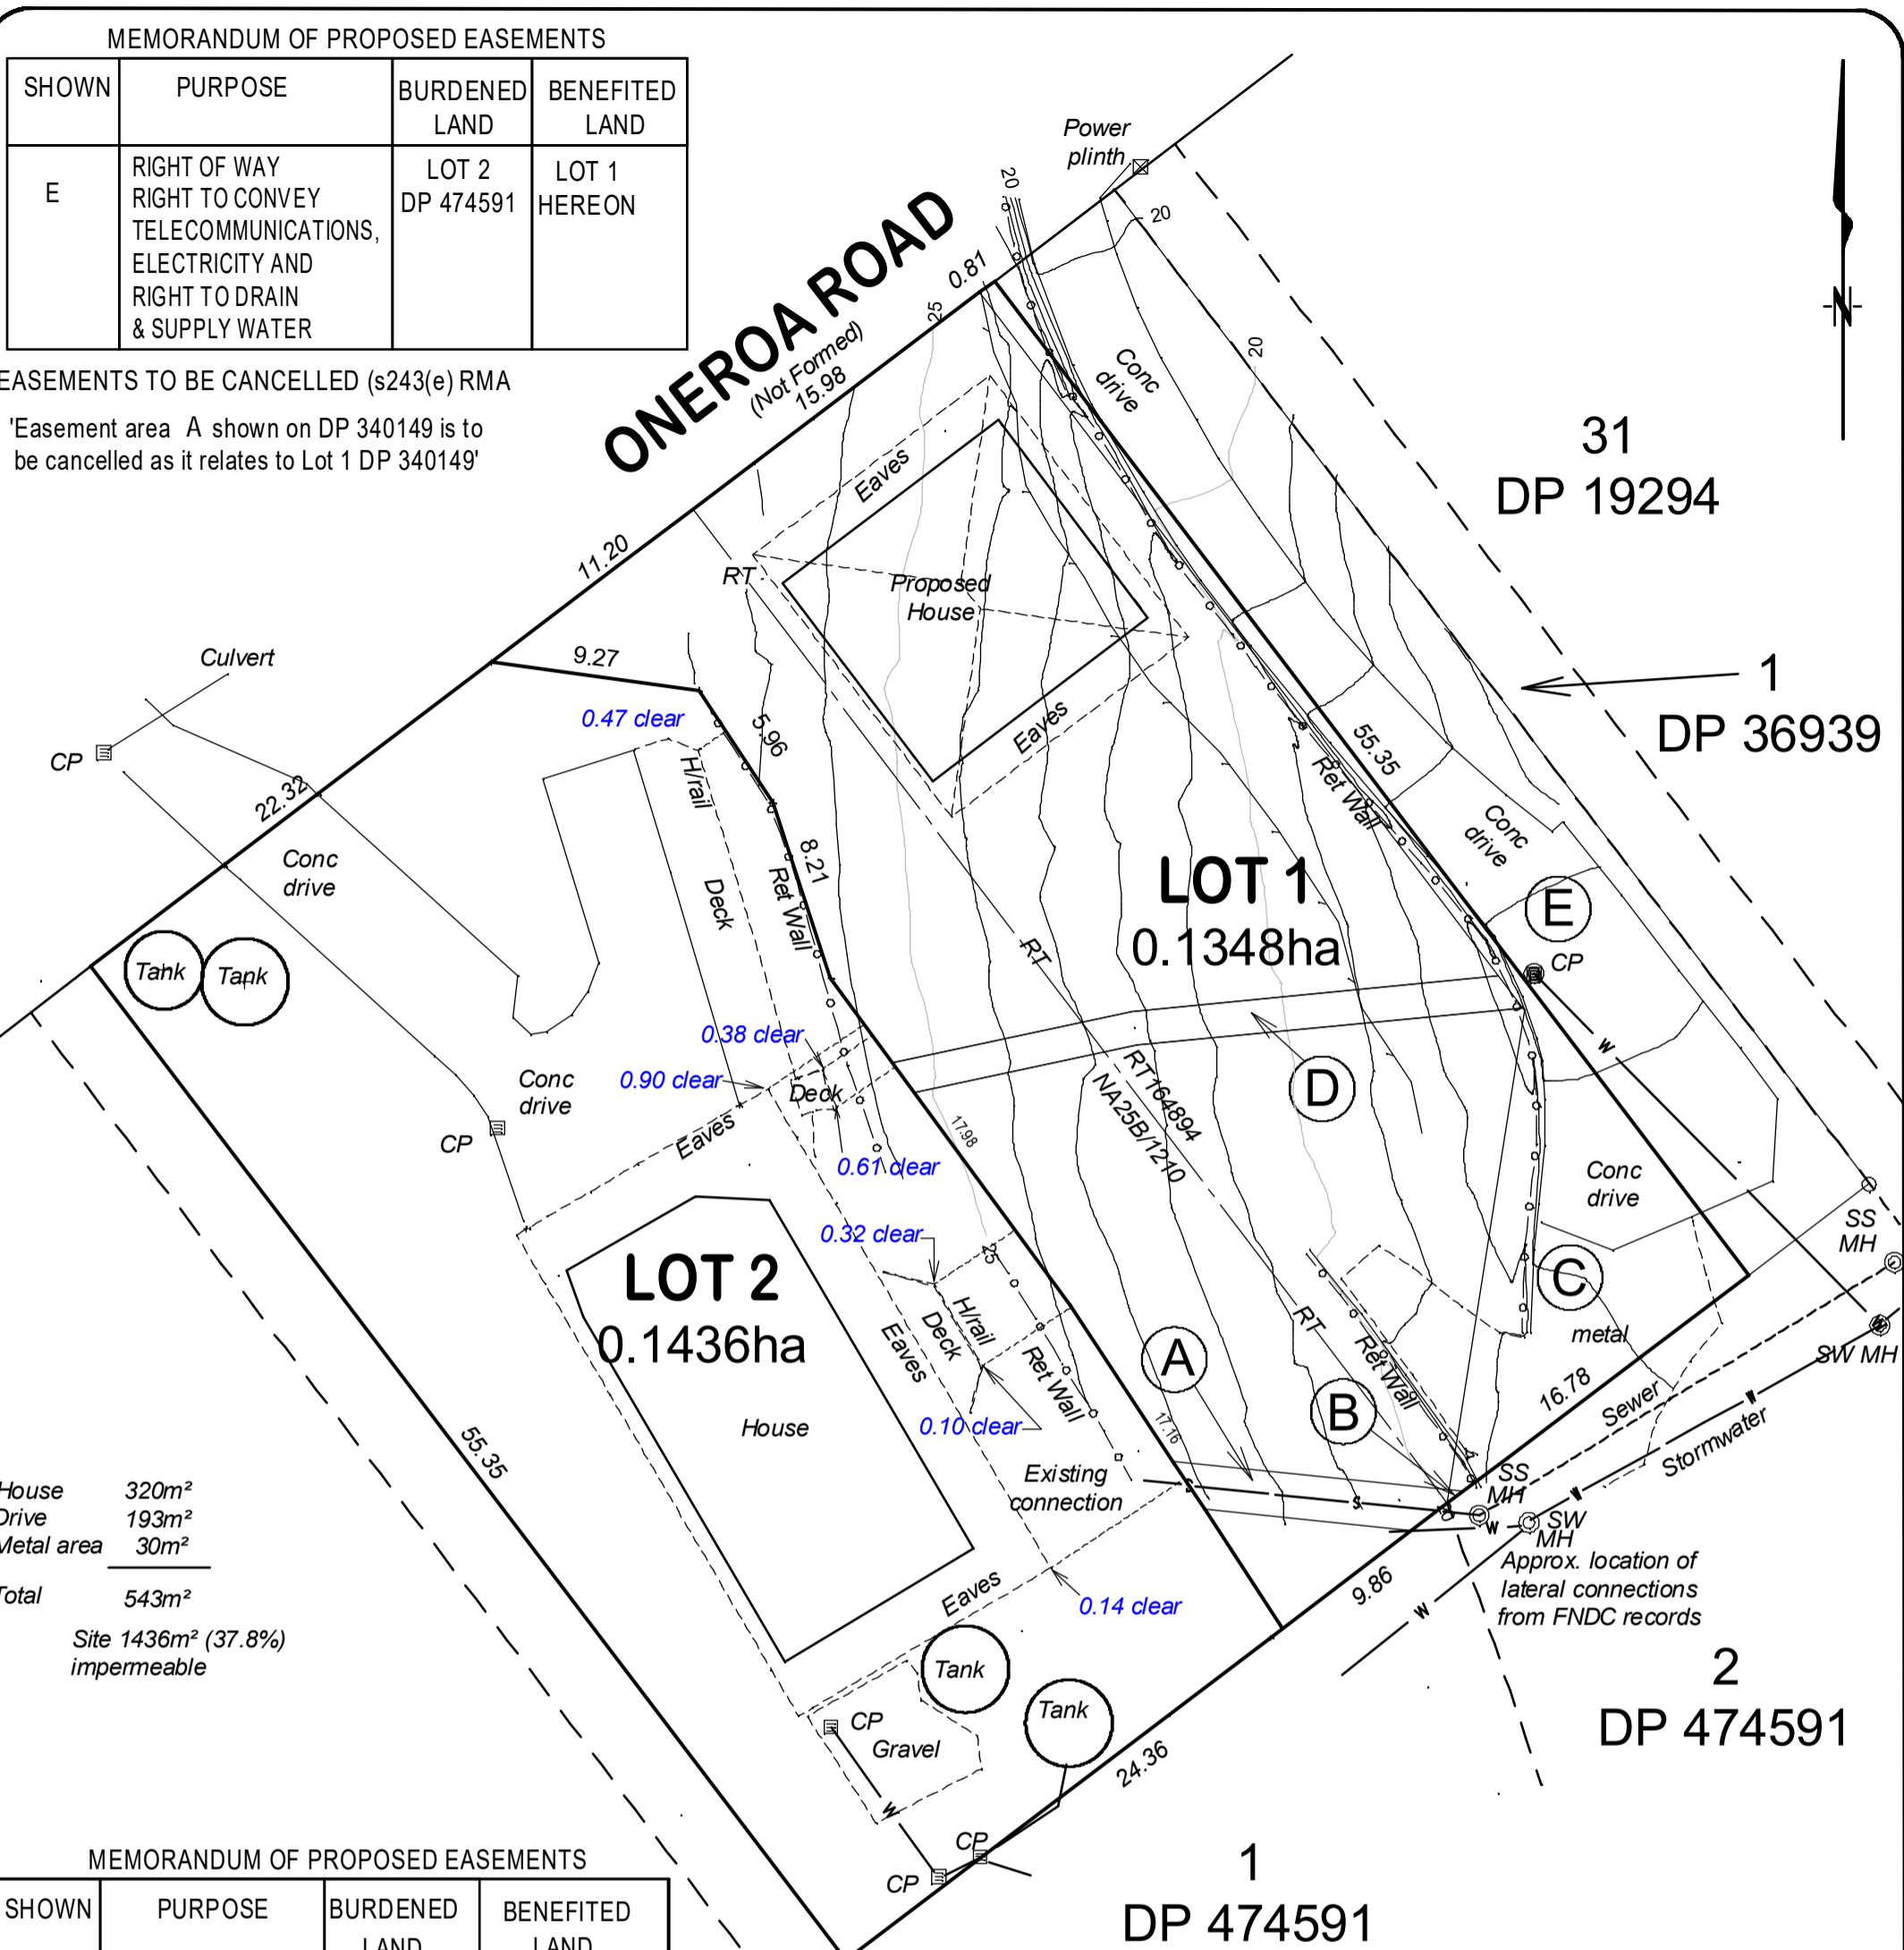 MEMORANDUM OF PROPOSED EASEMENTS
SHOWN PURPOSE BURDENED LAND BENEFITED LAND
E
RIGHT OF WAY
RIGHT TO CONVEY
TELECOMMUNICATIONS,
ELECTRICITY AND
RIGHT TO DRAIN
& SUPPLY WATER
LOT 2
DP 474591
LOT 1
HEREON
EASEMENTS TO BE CANCELLED (s243(e) RMA
'Easement area A shown on DP 340149 is to
be cancelled as it relates to Lot 1 DP 340149'
ONEROA ROAD
(Not Formed)
15.98
0.81
11.20
22.32
Power
plinth
20
20
20
25
Conc
drive
31
DP 19294
N
1
DP 36939
Eaves
Proposed
House
Eaves
RT
Culvert
CP
9.27
0.47 clear
5.96
H/rail
Deck
8.21
Ret Wall
Conc
drive
Tank
Tank
55.35
Ret Wall
Conc
drive
LOT 1
0.1348ha
E
CP
W
RT
D
RT164894
NA25B/1210
0.38 clear
0.90 clear
Deck
Conc
drive
CP
Eaves
0.61 clear
17.98
Conc
drive
SS
MH
0.32 clear
25
LOT 2
0.1436ha
H/rail
Deck
Eaves
Ret Wall
A
B
C
RT
Ret Wall
metal
W
SW MH
16.78
Sewer
W
Stormwater
House
0.10 clear
17.16
55.35
Existing
connection
S
S
SS
MH
W
W
SW
MH
Approx. location of
lateral connections
from FNDC records
9.86
W
House 320m²
Drive 193m²
Metal area 30m²
Total 543m²
Site 1436m² (37.8%)
impermeable
Eaves
0.14 clear
Tank
Tank
CP
Gravel
W
CP
CP
24.36
2
DP 474591
1
DP 474591
MEMORANDUM OF PROPOSED EASEMENTS
SHOWN PURPOSE BURDENED LAND BENEFITED LAND